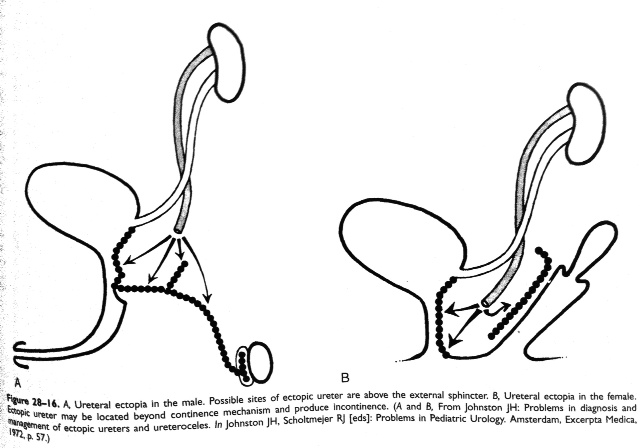 A
B
Figure 28–16. A, Ureteral ectopia in the male. Possible sites of ectopic ureter are above the external sphincter. B, Ureteral ectopia in the female.
Ectopic ureter may be located beyond continence mechanism and produce incontinence. (A and B, From Johnston JH: Problems in diagnosis and
management of ectopic ureters and ureteroceles. In Johnston JH, Scholtmejer RJ [eds]: Problems in Pediatric Urology. Amsterdam, Excerpta Medica,
1972, p. 57.)